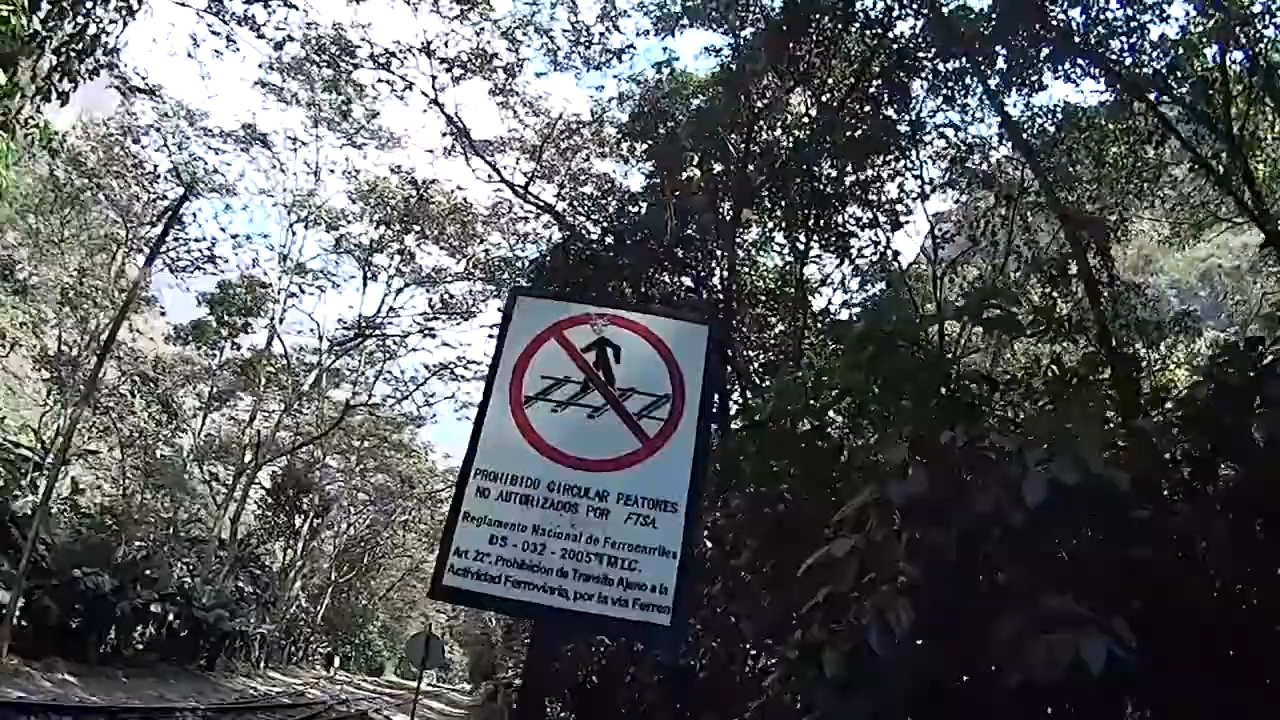 PROHIBIDO CIRCULAR PEATONES
NO AUTORIZADOS POR FTSA
Reglamento Nacional de Ferrocarriles
DS - 032 - 2005 M.T.C.
Art. 22°. Prohibicion de Transito Ajeno a la
Actividad Ferroviaria, por la via Ferrea